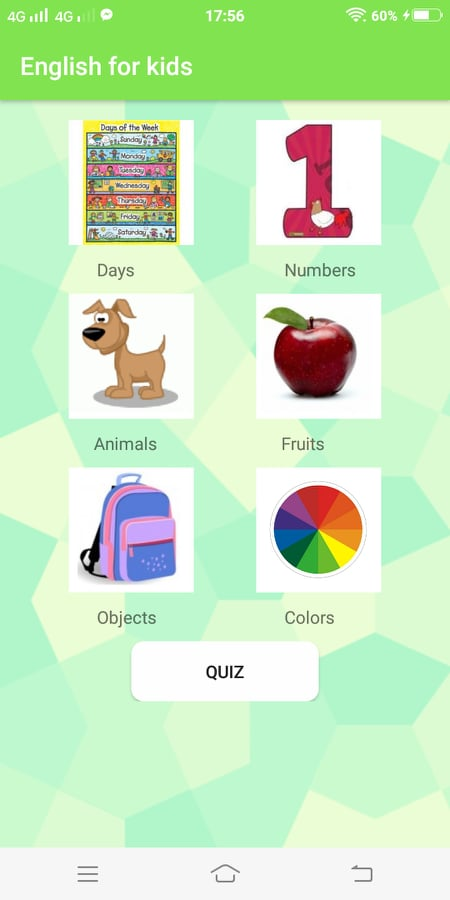 4G 4G 17:56 60%
English for kids
Days of the Week
Sunday
Monday
Tuesday
Wednesday
Thursday
Friday
Saturday
1
Days Numbers
Animals Fruits
Objects Colors
QUIZ